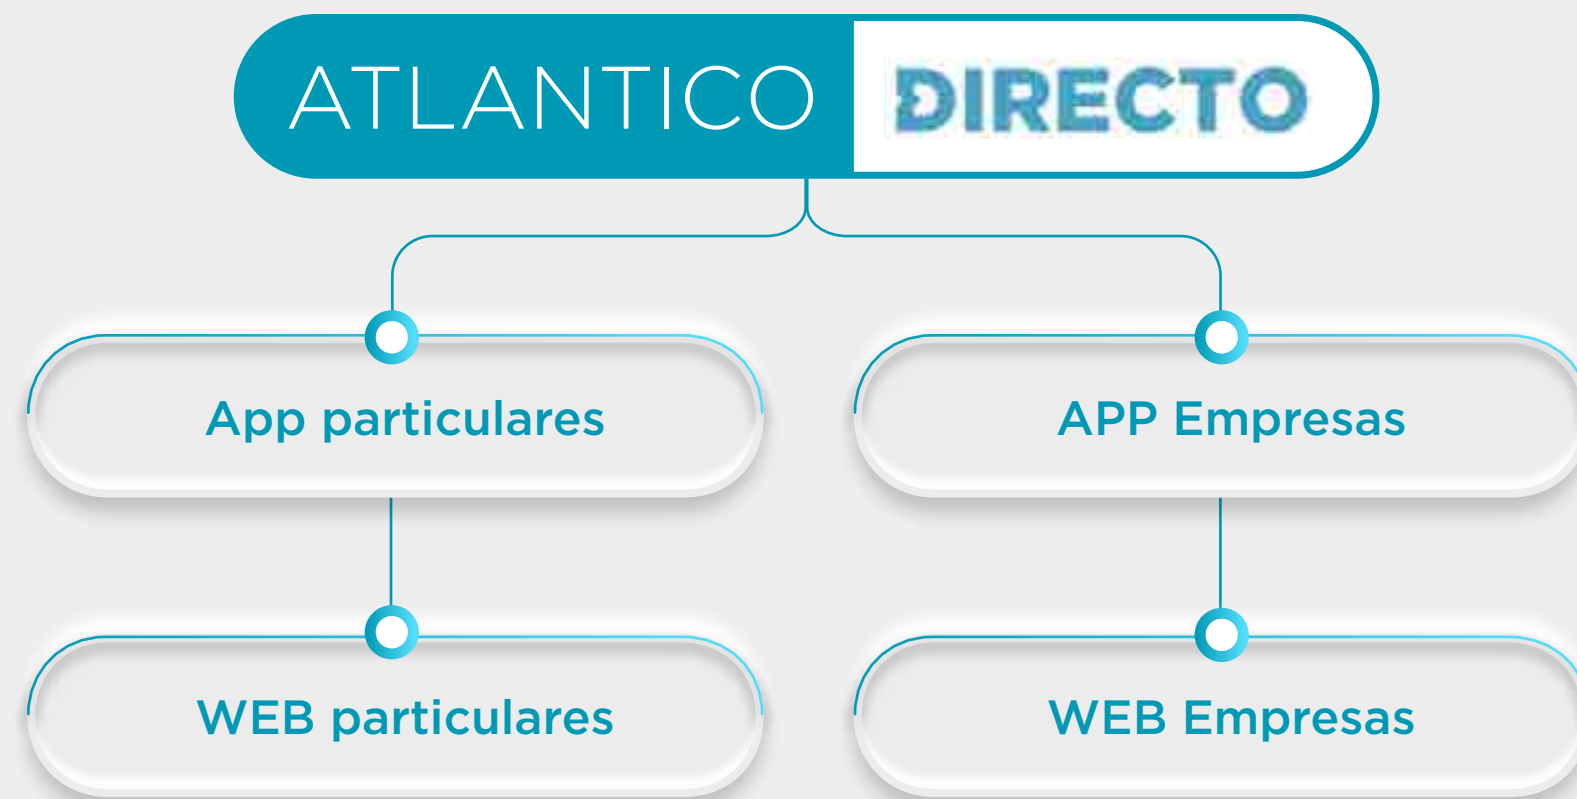 ATLANTICO DIRECTO
App particulares
APP Empresas
WEB particulares
WEB Empresas